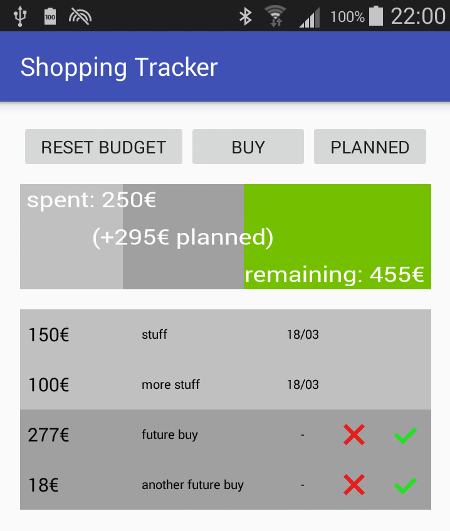 100 100% 22:00
Shopping Tracker
RESET BUDGET BUY PLANNED
spent: 250€
(+295€ planned)
remaining: 455€
150€ stuff 18/03
100€ more stuff 18/03
277€ future buy -
18€ another future buy -